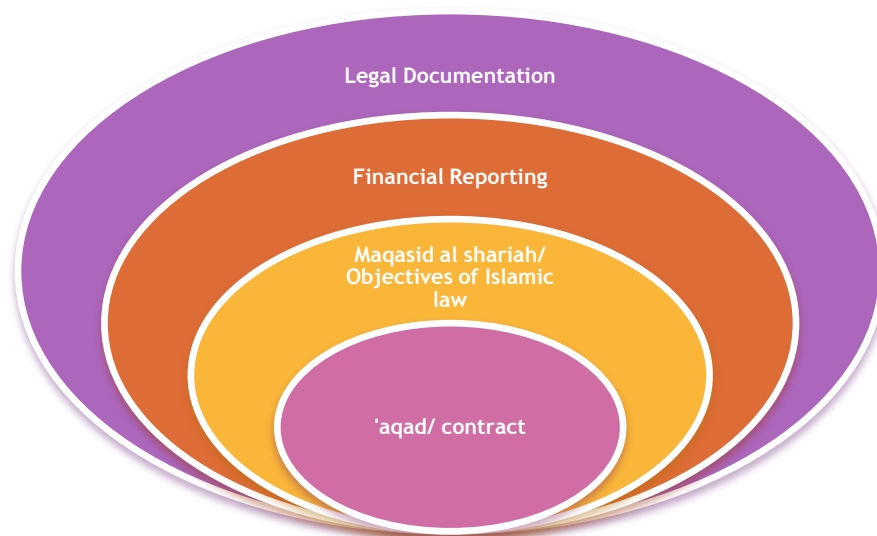 Legal Documentation
Financial Reporting
Maqasid al shariah/
Objectives of Islamic
law
'aqad/ contract